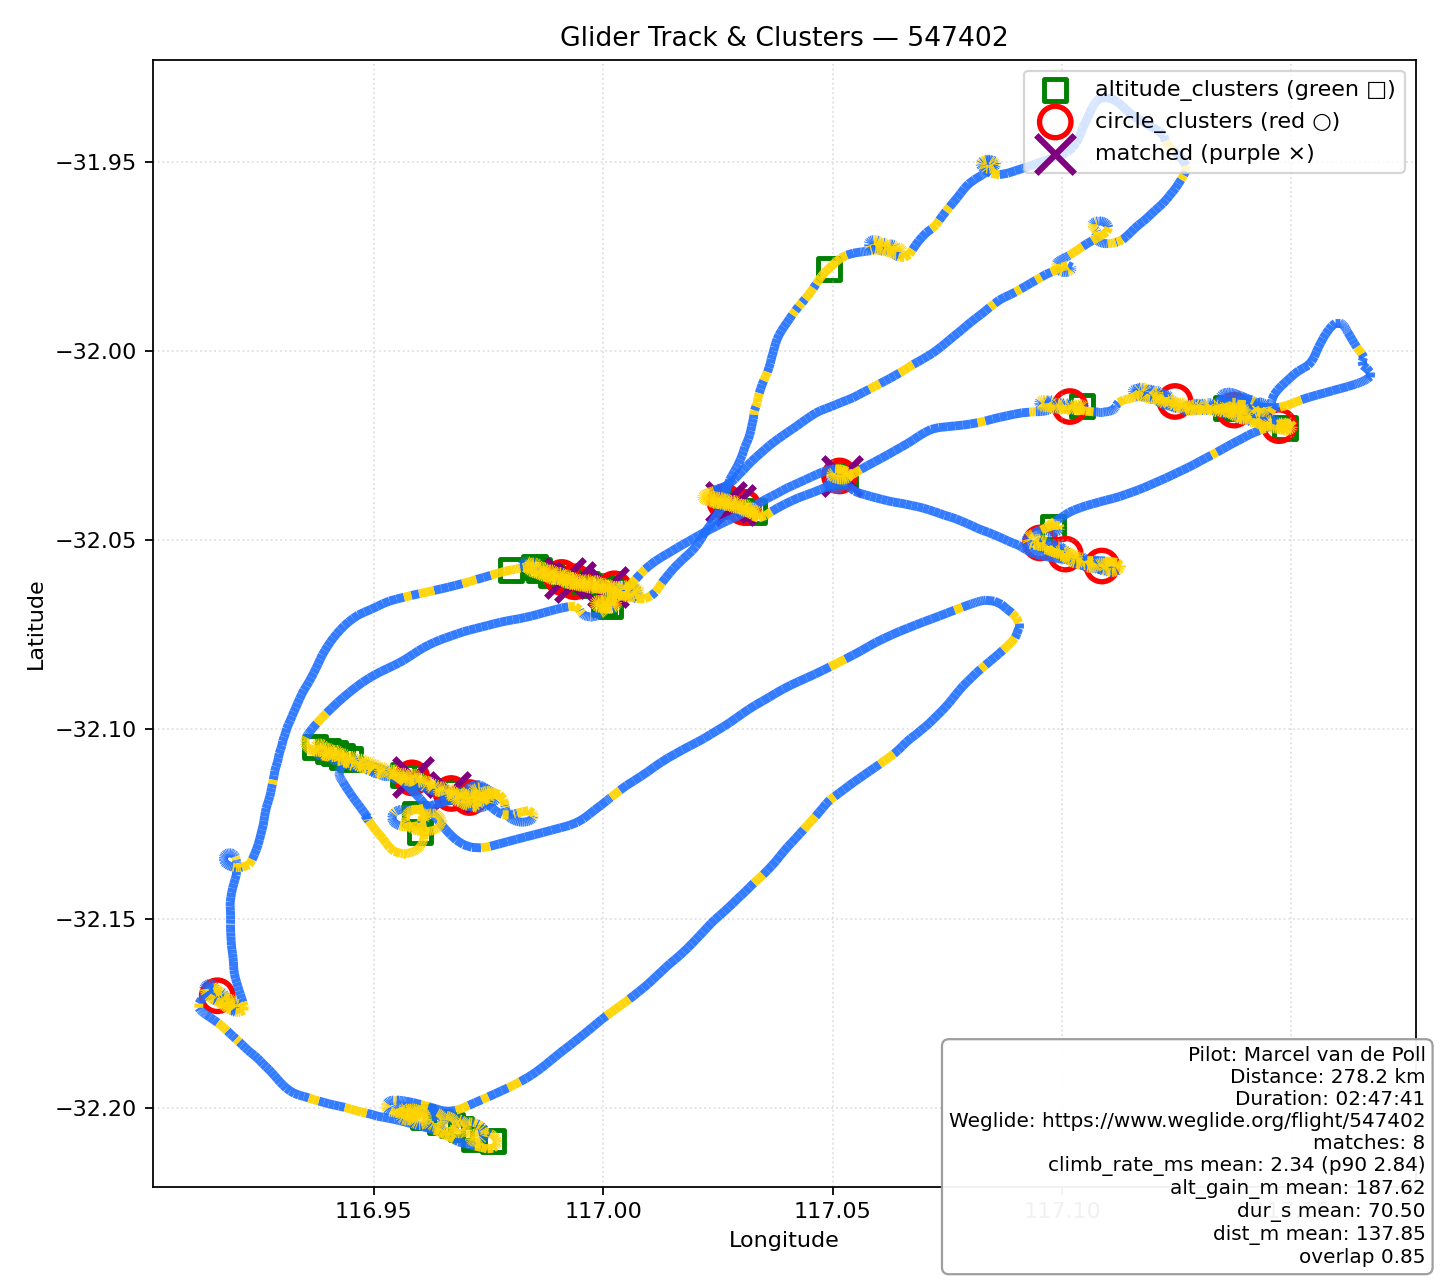 Glider Track & Clusters — 547402
altitude_clusters (green □)
circle_clusters (red ○)
matched (purple ×)
Latitude
−31.95
−32.00
−32.05
−32.10
−32.15
−32.20
116.95
117.00
117.05
117.10
Longitude
Pilot: Marcel van de Poll
Distance: 278.2 km
Duration: 02:47:41
Weglide: https://www.weglide.org/flight/547402
matches: 8
climb_rate_ms mean: 2.34 (p90 2.84)
alt_gain_m mean: 187.62
dur_s mean: 70.50
dist_m mean: 137.85
overlap 0.85